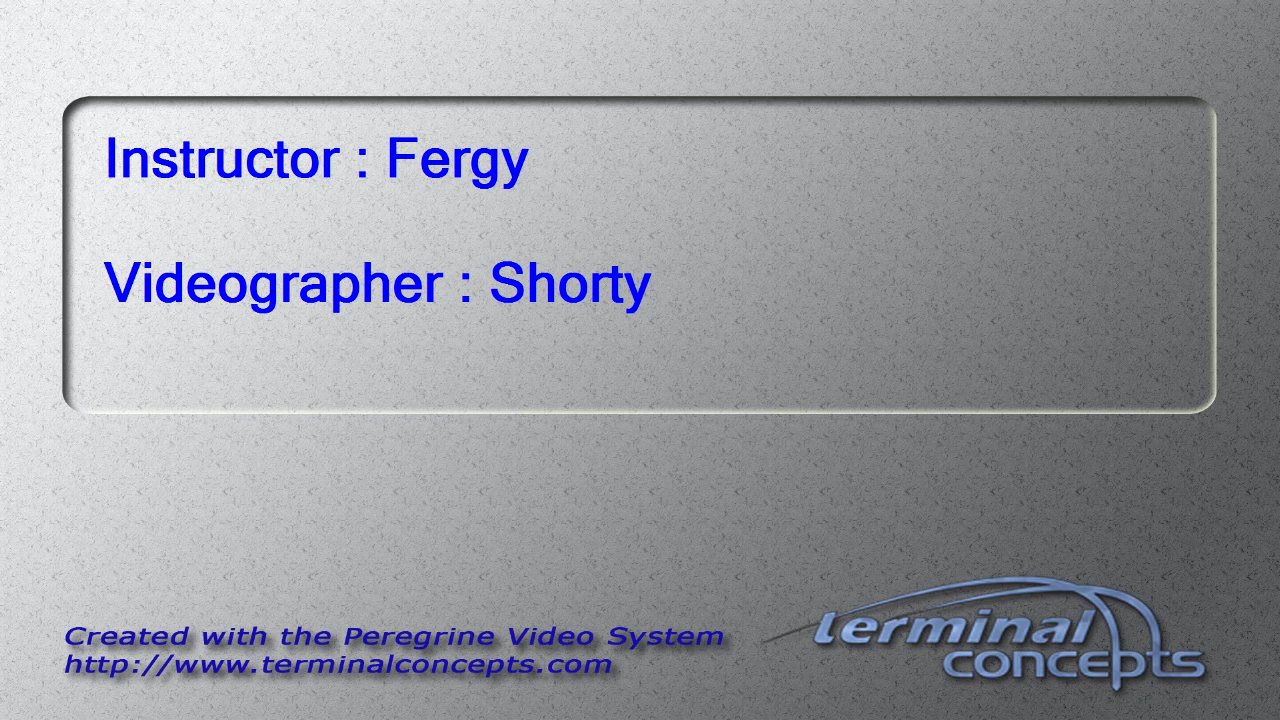 Instructor : Fergy
Videographer : Shorty
Created with the Peregrine Video System
http://www.terminalconcepts.com
terminal
concepts